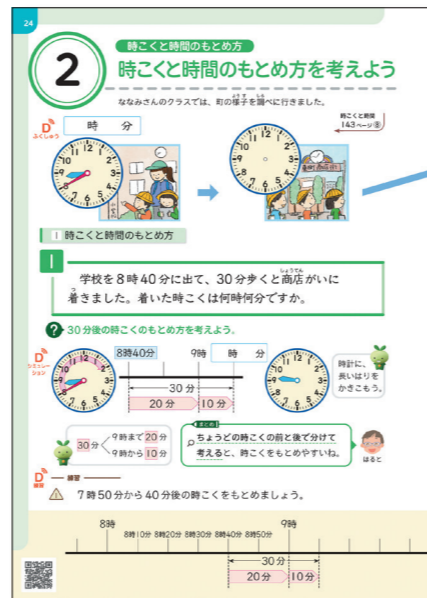 24
2
時こくと時間のもとめ方
時こくと時間のもとめ方を考えよう
ななみさんのクラスでは、町の様子を調べに行きました。
時こくと時間
143ページ⑧
D
ふくしゅう
時 分
1 時こくと時間のもとめ方
1
学校を8時40分に出て、30分歩くと商店がいに
着きました。着いた時こくは何時何分ですか。
? 30分後の時こくのもとめ方を考えよう。
D
シミュレーション
8時40分 9時 時 分
30分
20分 10分
時計に、
長いはりを
かきこもう。
30分
9時まで20分
9時から10分
まとめ
ちょうどの時こくの前と後で分けて
考えると、時こくをもとめやすいね。
はると
D
練習
練習
7時50分から40分後の時こくをもとめましょう。
8時 9時
8時10分 8時20分 8時30分 8時40分 8時50分
30分
20分 10分